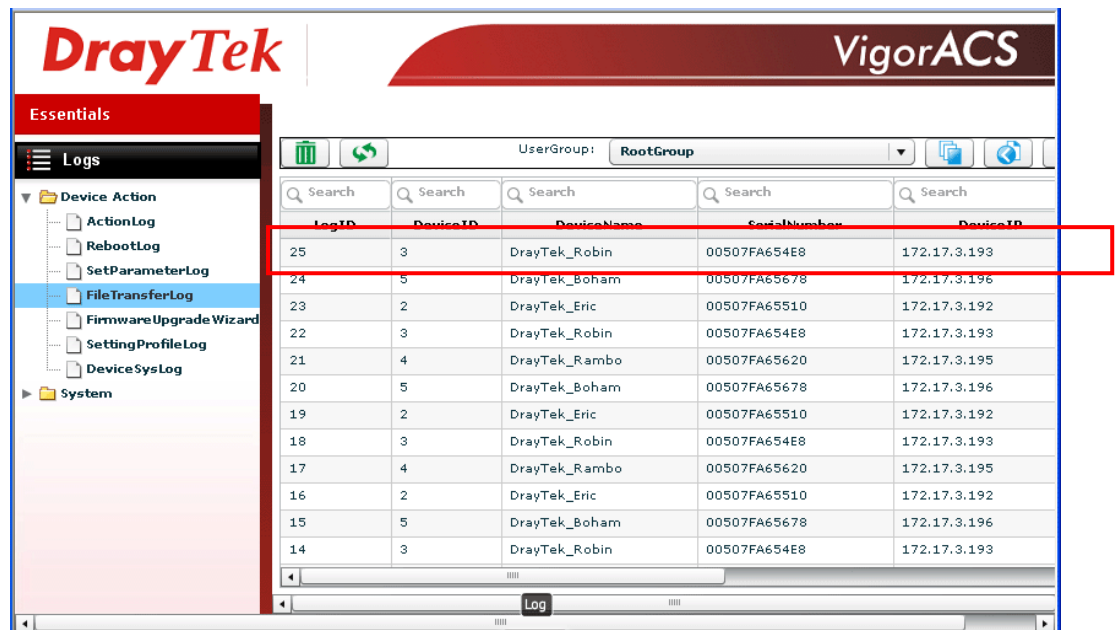 DrayTek
VigorACS
Essentials
Logs
Device Action
ActionLog
RebootLog
SetParameterLog
FileTransferLog
FirmwareUpgradeWizard
SettingProfileLog
DeviceSysLog
System
UserGroup: RootGroup
Search Search Search Search Search
LogID DeviceID DeviceName SerialNumber DeviceIP
25 3 DrayTek_Robin 00507FA654E8 172.17.3.193
24 5 DrayTek_Boham 00507FA65678 172.17.3.196
23 2 DrayTek_Eric 00507FA65510 172.17.3.192
22 3 DrayTek_Robin 00507FA654E8 172.17.3.193
21 4 DrayTek_Rambo 00507FA65620 172.17.3.195
20 5 DrayTek_Boham 00507FA65678 172.17.3.196
19 2 DrayTek_Eric 00507FA65510 172.17.3.192
18 3 DrayTek_Robin 00507FA654E8 172.17.3.193
17 4 DrayTek_Rambo 00507FA65620 172.17.3.195
16 2 DrayTek_Eric 00507FA65510 172.17.3.192
15 5 DrayTek_Boham 00507FA65678 172.17.3.196
14 3 DrayTek_Robin 00507FA654E8 172.17.3.193
Log